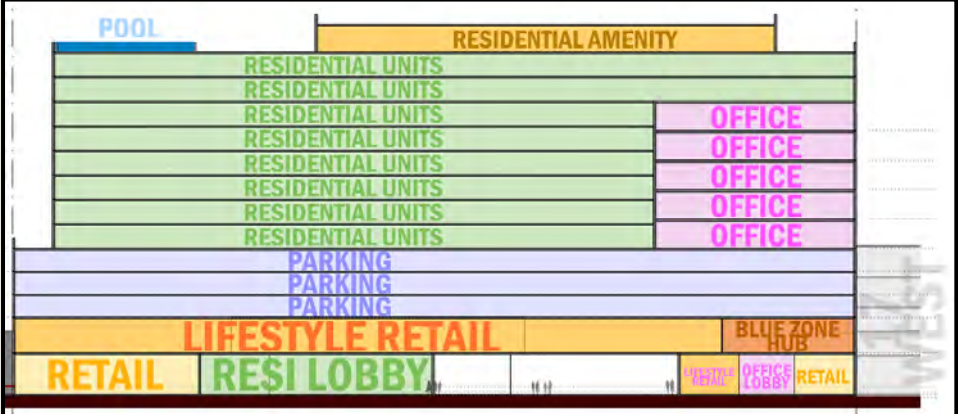 POOL
RESIDENTIAL AMENITY
RESIDENTIAL UNITS
RESIDENTIAL UNITS
RESIDENTIAL UNITS
OFFICE
RESIDENTIAL UNITS
OFFICE
RESIDENTIAL UNITS
OFFICE
RESIDENTIAL UNITS
OFFICE
RESIDENTIAL UNITS
OFFICE
RESIDENTIAL UNITS
PARKING
PARKING
PARKING
LIFESTYLE RETAIL
BLUE ZONE
HUB
RETAIL
RESI LOBBY
LIFESTYLE
RETAIL
OFFICE
LOBBY
RETAIL
WEST